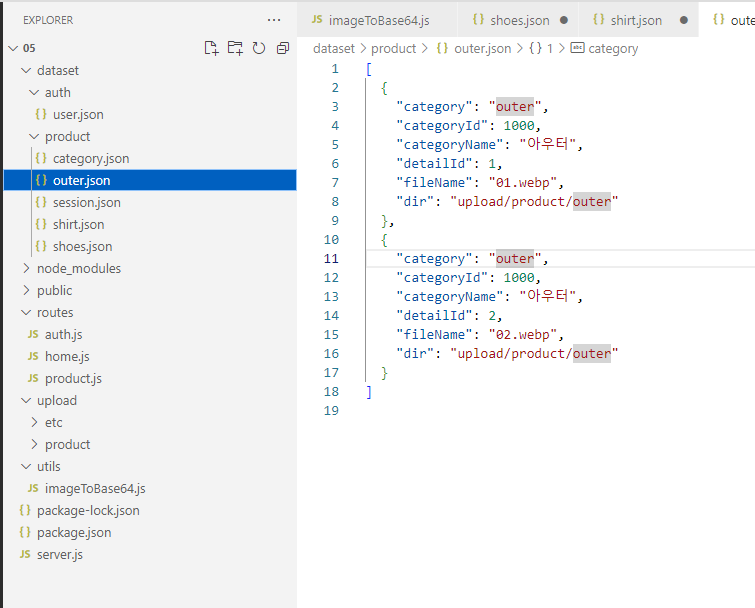 EXPLORER ...
05
dataset
auth
{} user.json
product
{} category.json
{} outer.json
{} session.json
{} shirt.json
{} shoes.json
node_modules
public
routes
JS auth.js
JS home.js
JS product.js
upload
etc
product
utils
JS imageToBase64.js
{} package-lock.json
{} package.json
JS server.js
JS imageToBase64.js {} shoes.json ● {} shirt.json ● {} oute
dataset > product > {} outer.json > {} 1 > abc category
1 [
2 {
3 "category": "outer",
4 "categoryId": 1000,
5 "categoryName": "아우터",
6 "detailId": 1,
7 "fileName": "01.webp",
8 "dir": "upload/product/outer"
9 },
10 {
11 "category": "outer",
12 "categoryId": 1000,
13 "categoryName": "아우터",
14 "detailId": 2,
15 "fileName": "02.webp",
16 "dir": "upload/product/outer"
17 }
18 ]
19